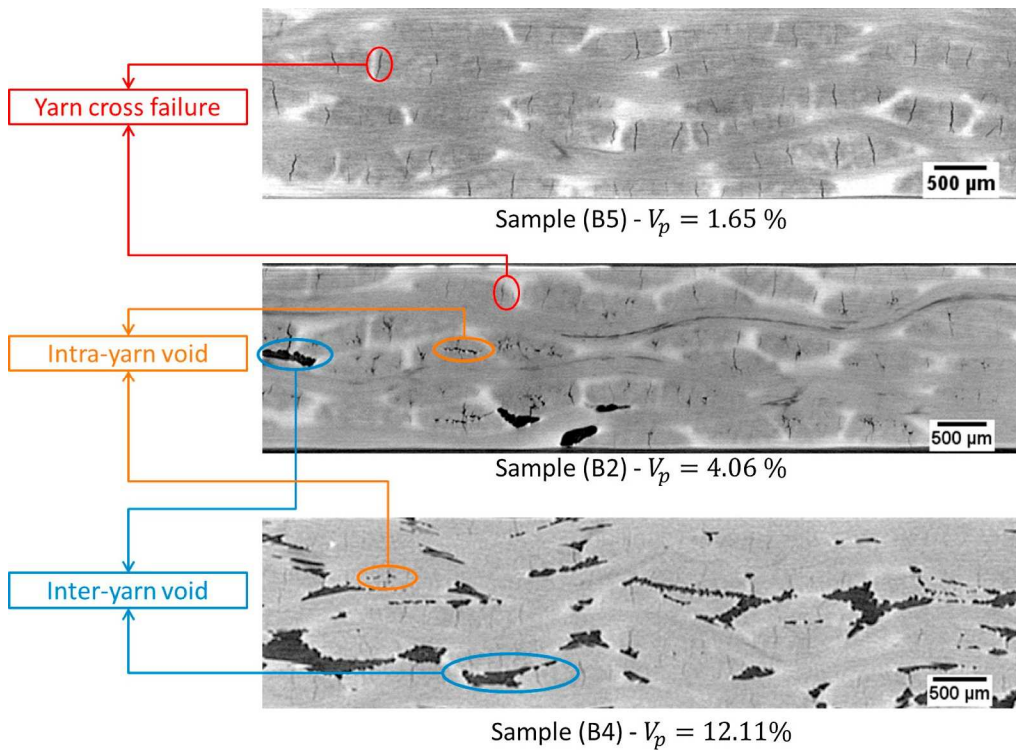 Yarn cross failure
500 µm
Sample (B5) - Vp = 1.65 %
Intra-yarn void
500 µm
Sample (B2) - Vp = 4.06 %
Inter-yarn void
500 µm
Sample (B4) - Vp = 12.11%